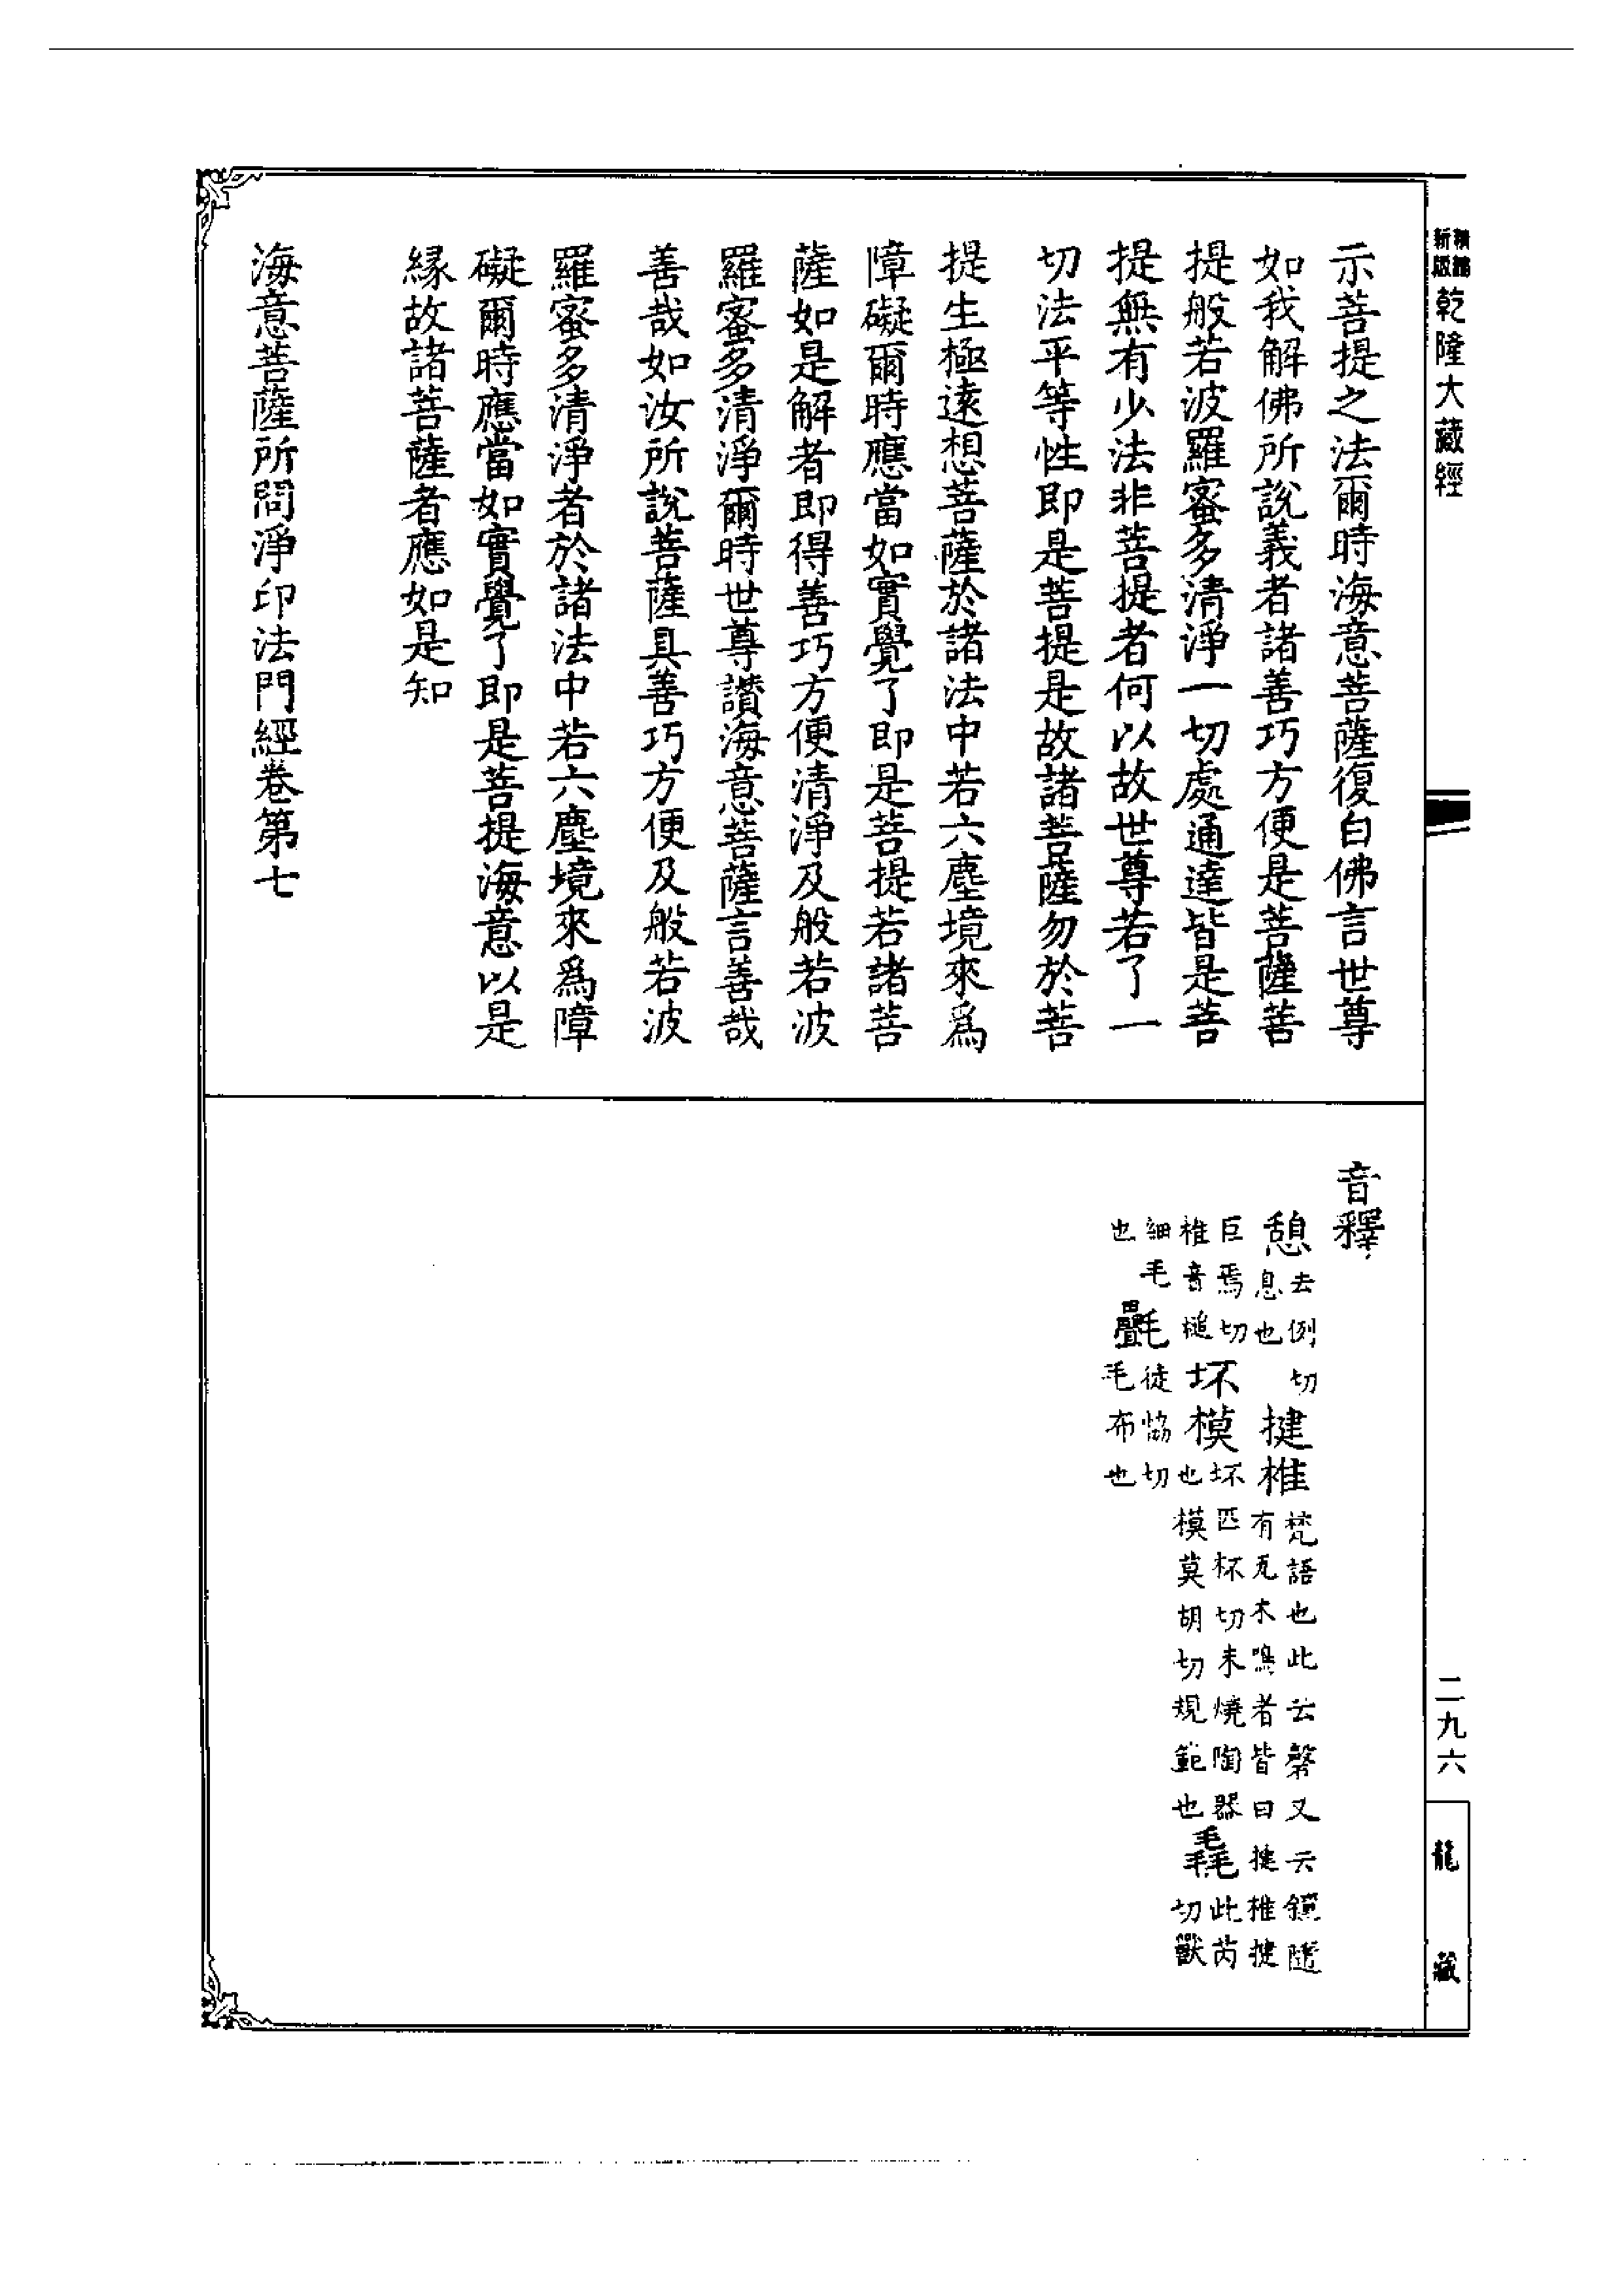 精編新版乾隆大藏經
示菩提之法爾時海意菩薩復白佛言世尊
如我解佛所說義者諸善巧方便是菩薩菩
提般若波羅蜜多清淨一切處通達皆是菩
提無有少法非菩提者何以故世尊若了一
切法平等性即是菩提是故諸菩薩勿於菩
提生極遠想菩薩於諸法中若六塵境來爲
障礙爾時應當如實覺了即是菩提若諸菩
薩如是解者即得善巧方便清淨及般若波
羅蜜多清淨爾時世尊讚海意菩薩言善哉
善哉如汝所說菩薩具善巧方便及般若波
羅蜜多清淨者於諸法中若六塵境來爲障
礙爾時應當如實覺了即是菩提海意以是
緣故諸菩薩者應如是知
海意菩薩所問淨印法門經卷第七
音釋
憩去例切息也 揵椎梵語也此云磬又云鐘隨有瓦木鳴者皆曰揵椎揵
巨焉切椎音槌 坏模坏匹杯切未燒陶器也模莫胡切規範也 毳此芮切獸
細毛也 氎徒協切毛布也
二九六
龍藏